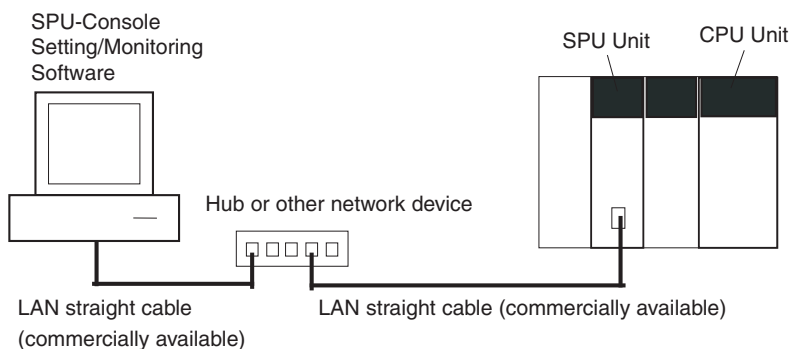 SPU-Console
Setting/Monitoring
Software
SPU Unit
CPU Unit
Hub or other network device
LAN straight cable
(commercially available)
LAN straight cable (commercially available)